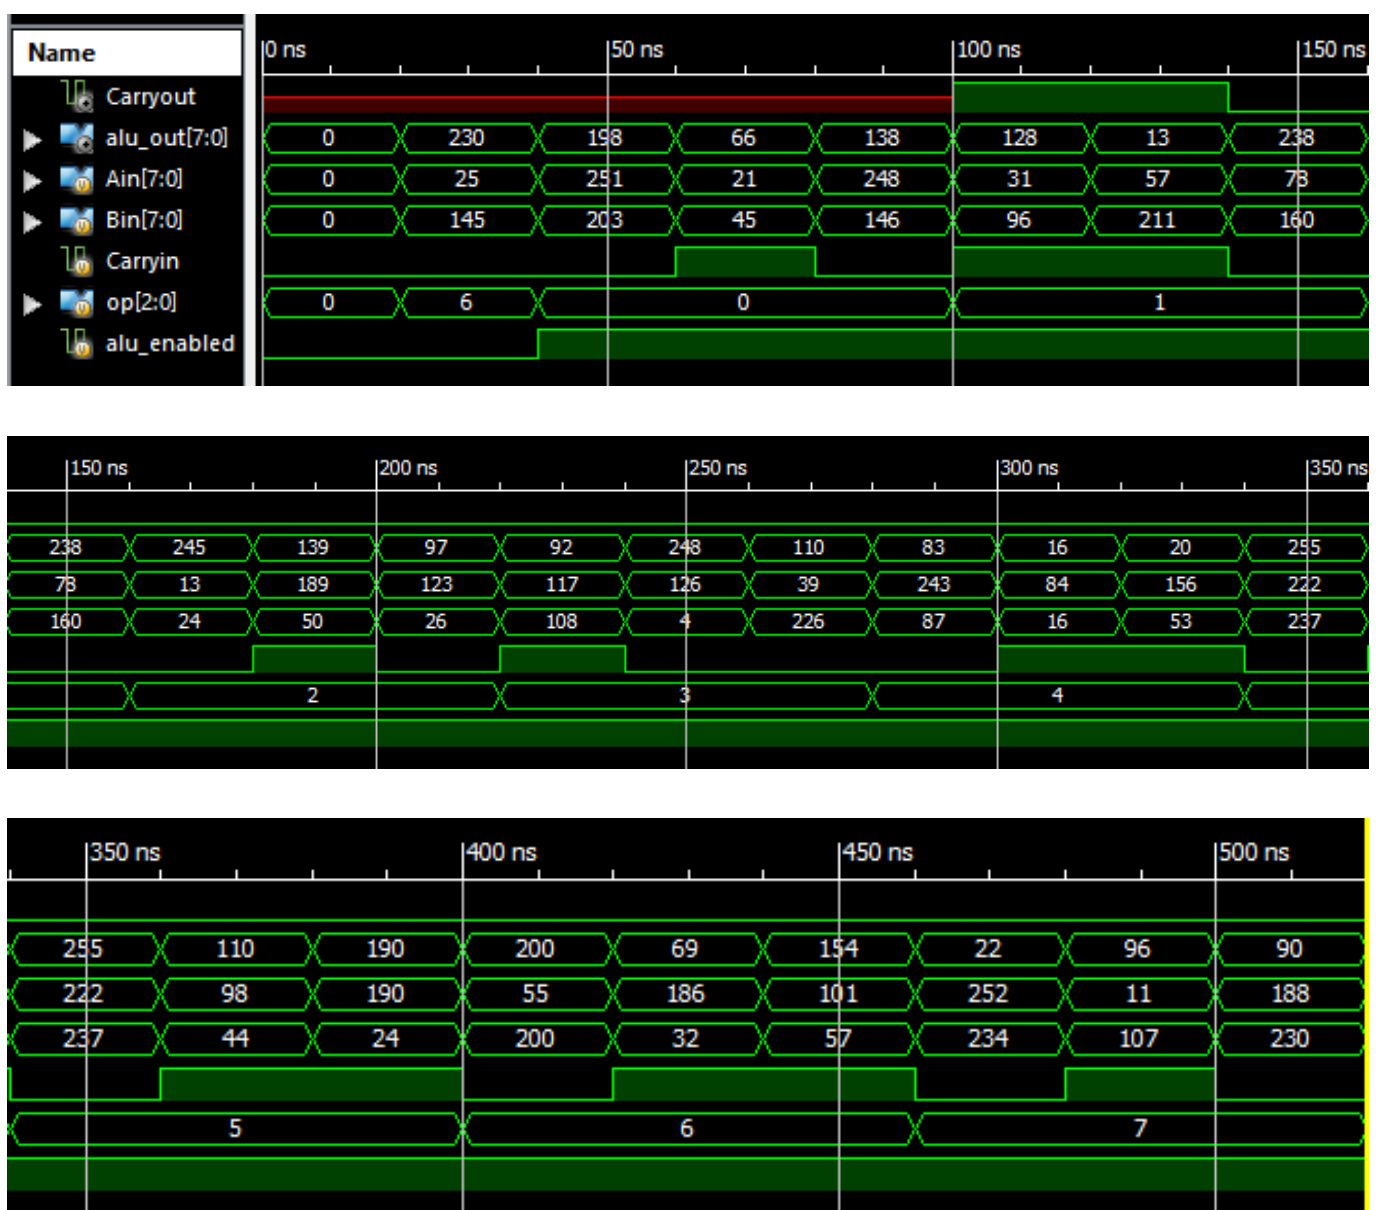 Name 0 ns 50 ns 100 ns 150 ns
Carryout
alu_out[7:0] 0 230 198 66 138 128 13 238
Ain[7:0] 0 25 251 21 248 31 57 78
Bin[7:0] 0 145 203 45 146 96 211 160
Carryin
op[2:0] 0 6 0 1
alu_enabled
150 ns 200 ns 250 ns 300 ns 350 ns
238 245 139 97 92 248 110 83 16 20 255
78 13 189 123 117 126 39 243 84 156 222
160 24 50 26 108 4 226 87 16 53 237
2 3 4
350 ns 400 ns 450 ns 500 ns
255 110 190 200 69 154 22 96 90
222 98 190 55 186 101 252 11 188
237 44 24 200 32 57 234 107 230
5 6 7